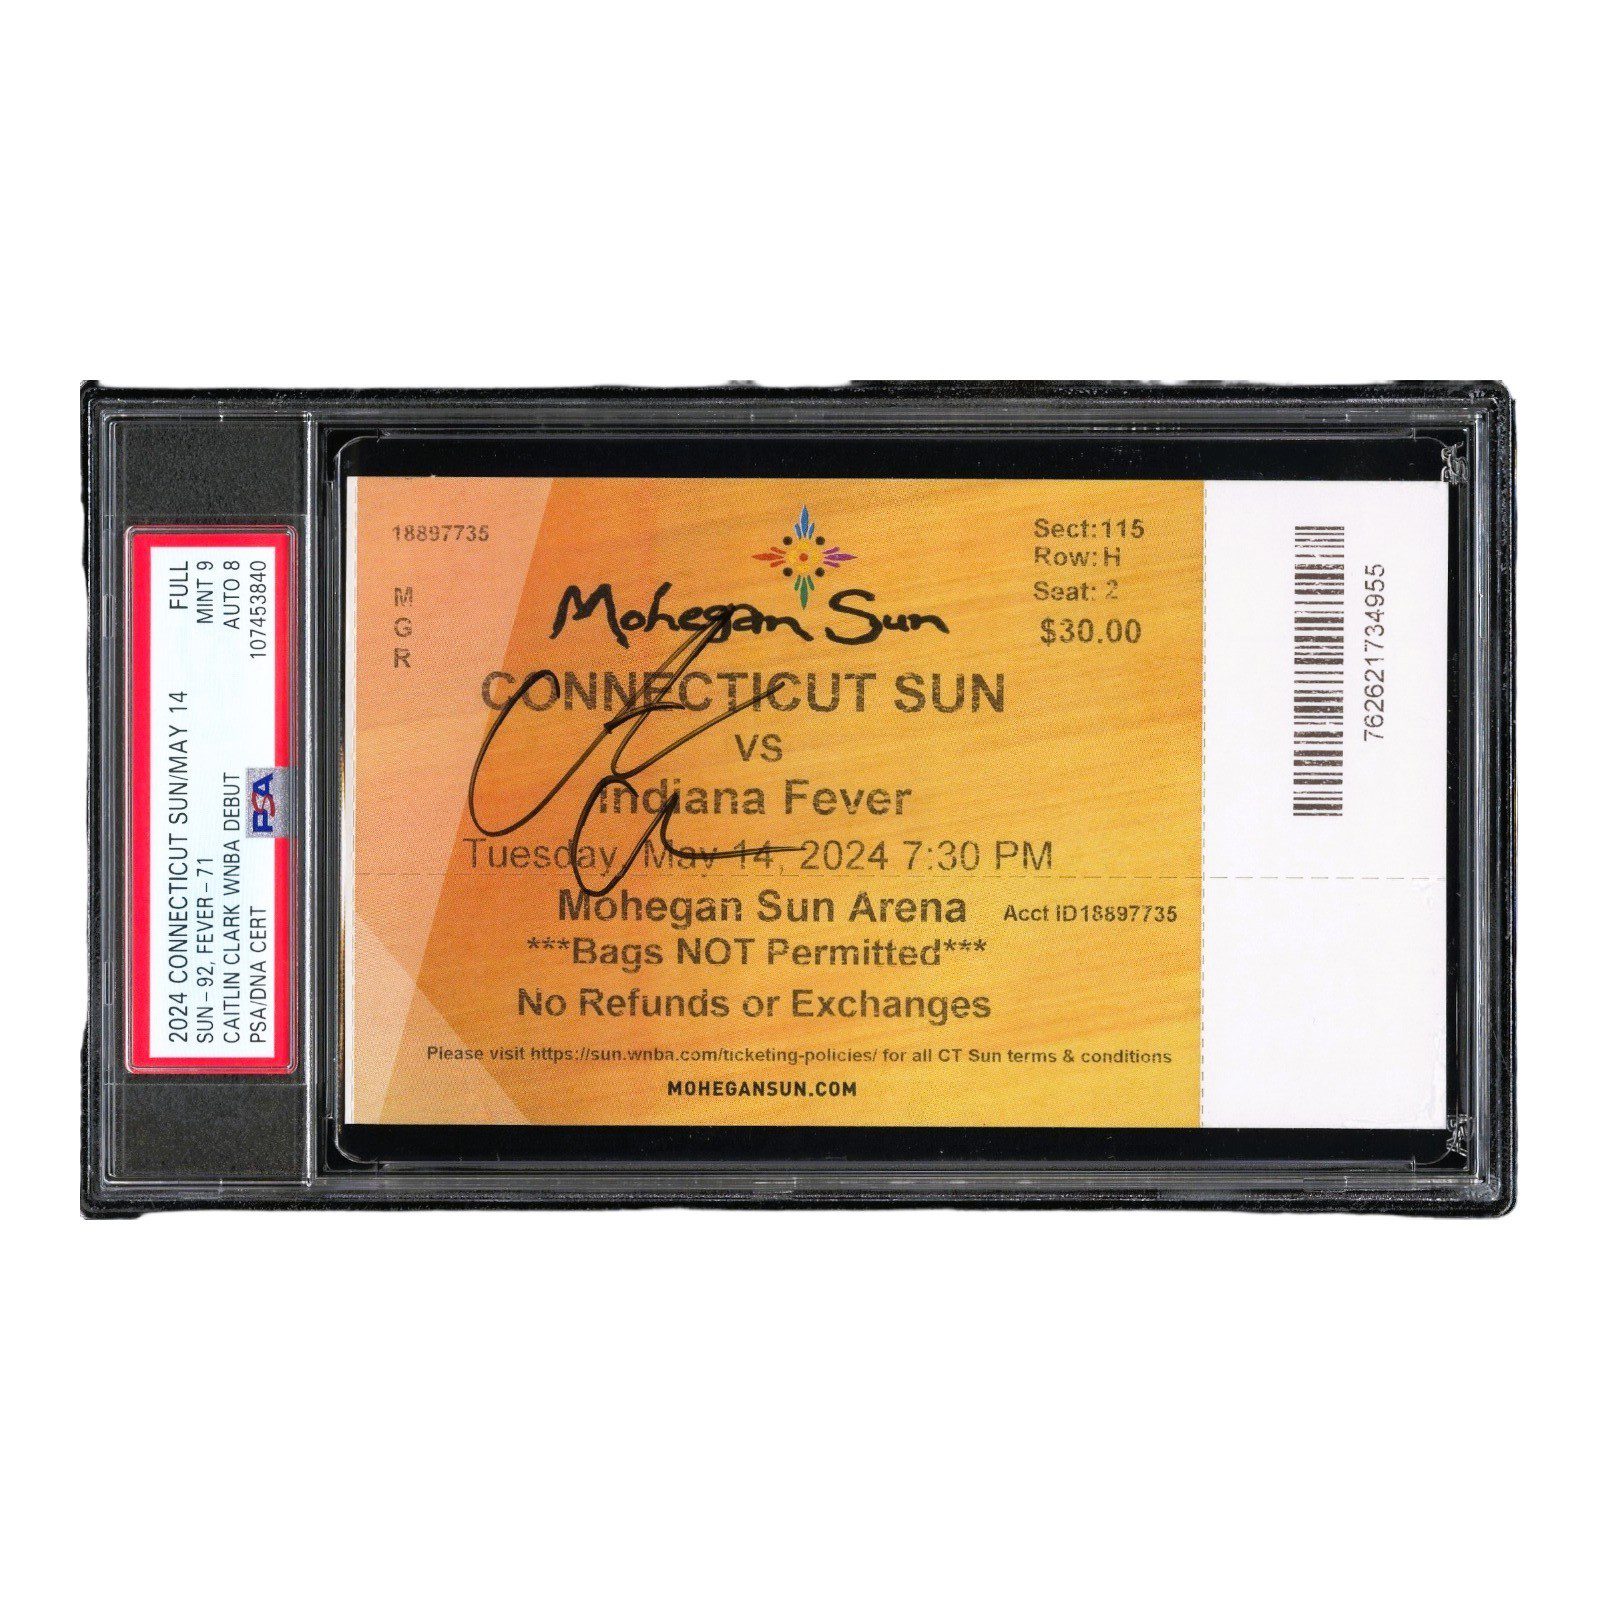 2024 CONNECTICUT SUN/MAY 14 FULL
SUN - 92, FEVER - 71 MINT 9
CAITLIN CLARK WNBA DEBUT AUTO 8
PSA/DNA CERT 107453840
PSA
18897735
M
G
R
Mohegan Sun
Sect:115
Row:H
Seat: 2
$30.00
CONNECTICUT SUN
vs
Indiana Fever
Tuesday, May 14, 2024 7:30 PM
Mohegan Sun Arena
Acct ID18897735
***Bags NOT Permitted***
No Refunds or Exchanges
Please visit https://sun.wnba.com/ticketing-policies/ for all CT Sun terms & conditions
MOHEGANSUN.COM
762621734955